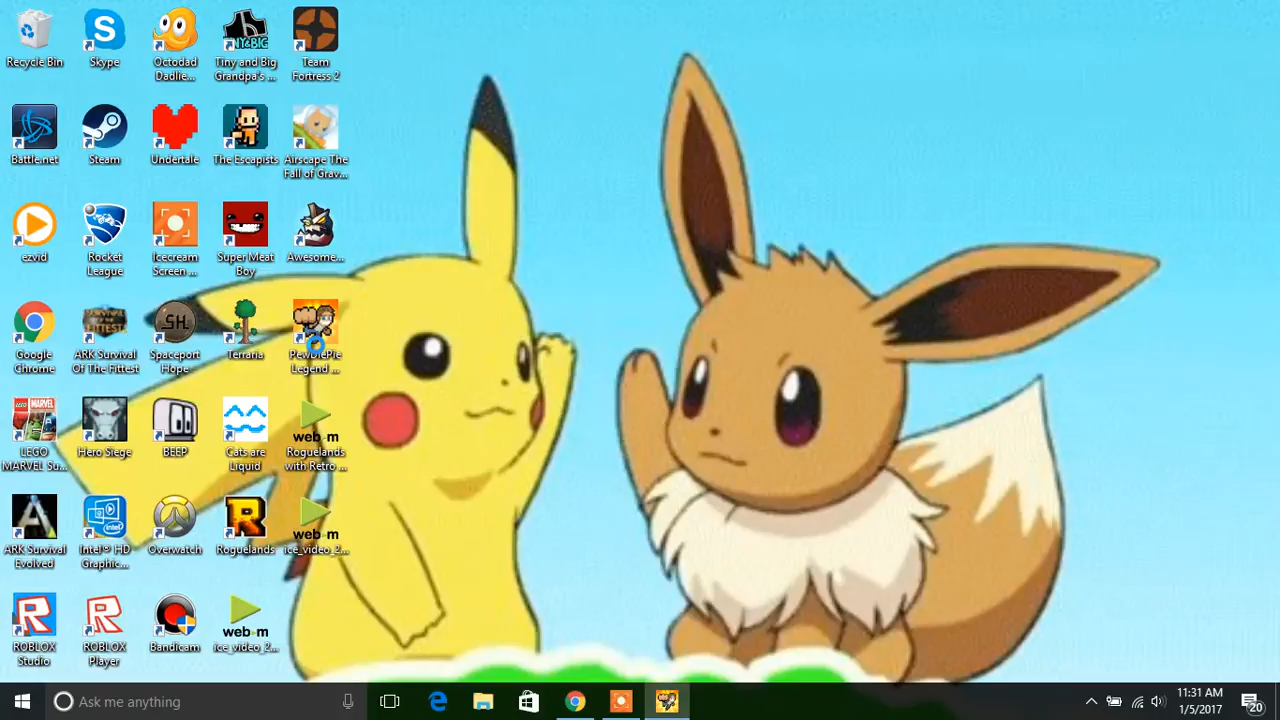 Recycle Bin
Skype
Octodad
Dadlie...
Tiny and Big
Grandpa's ...
Team
Fortress 2
Battle.net
Steam
Undertale
The Escapists
Airscape The
Fall of Grav...
ezvid
Rocket
League
Icecream
Screen ...
Super Meat
Boy
Awesome...
Google
Chrome
ARK Survival
Of The Fittest
Spaceport
Hope
Terraria
PewDiePie
Legend ...
LEGO
MARVEL Su...
Hero Siege
BEEP
Cats are
Liquid
web-m
Roguelands
with Retro ...
ARK Survival
Evolved
Intel® HD
Graphic...
Overwatch
Roguelands
web-m
ice_video_2...
ROBLOX
Studio
ROBLOX
Player
Bandicam
web-m
ice_video_2...
Ask me anything
11:31 AM
1/5/2017
20